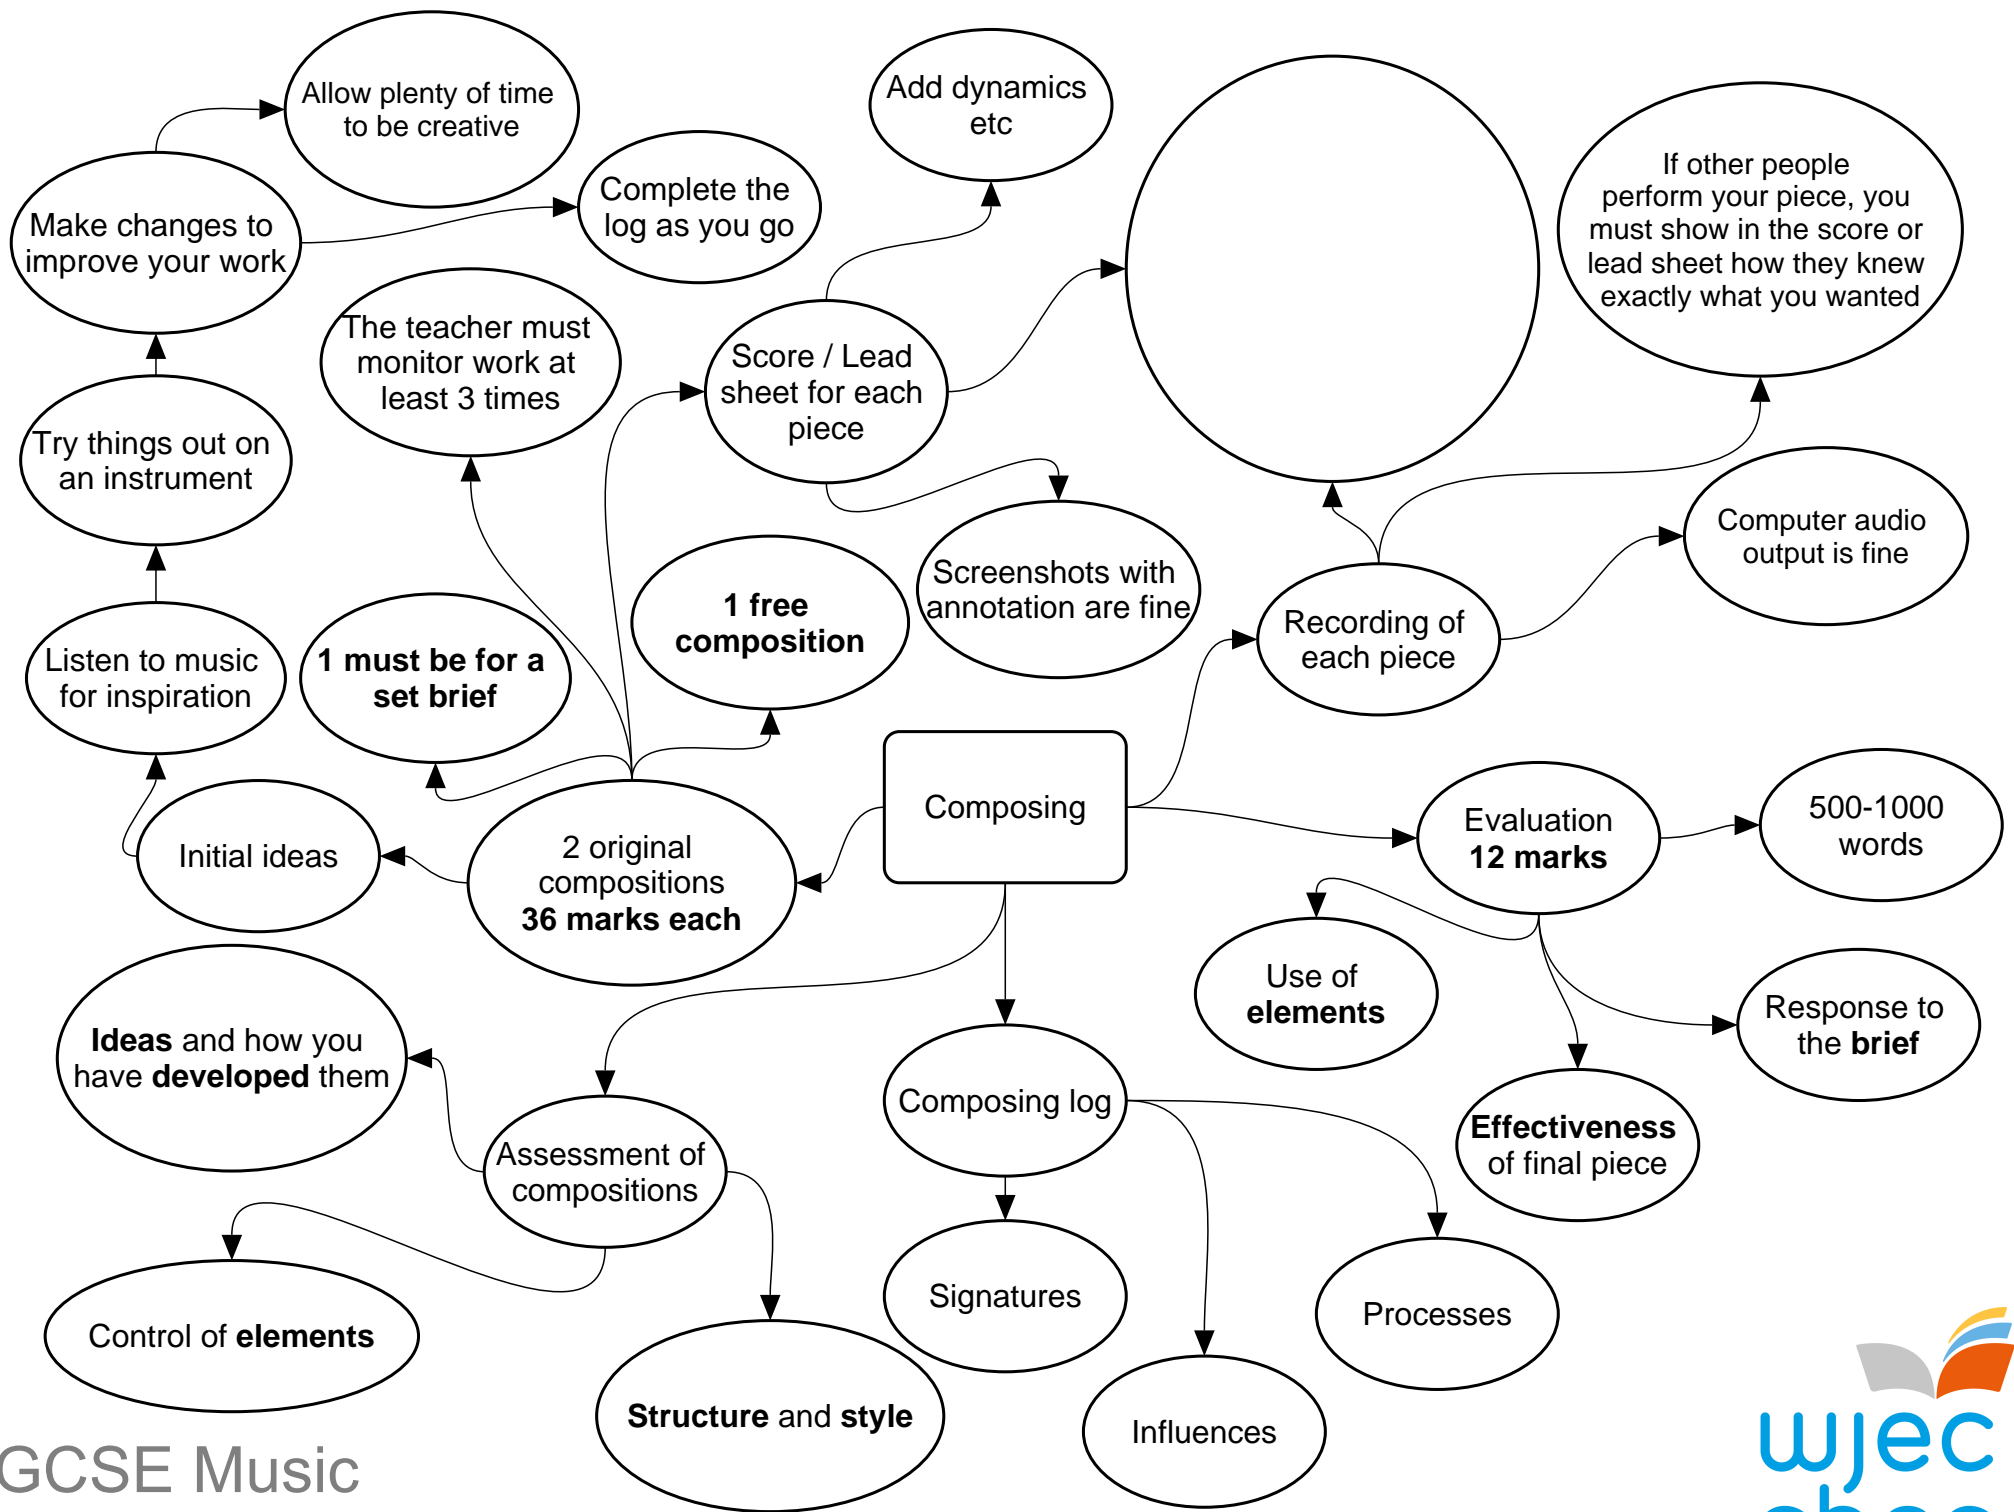 Allow plenty of time
to be creative
Add dynamics
etc
If other people
perform your piece, you
must show in the score or
lead sheet how they knew
exactly what you wanted
Make changes to
improve your work
Complete the
log as you go
The teacher must
monitor work at
least 3 times
Score / Lead
sheet for each
piece
Try things out on
an instrument
Computer audio
output is fine
Screenshots with
annotation are fine
1 free
composition
Recording of
each piece
Listen to music
for inspiration
1 must be for a
set brief
Composing
Evaluation
12 marks
500-1000
words
Initial ideas
2 original
compositions
36 marks each
Use of
elements
Response to
the brief
Ideas and how you
have developed them
Composing log
Effectiveness
of final piece
Assessment of
compositions
Signatures
Processes
Control of elements
Structure and style
Influences
GCSE Music
wjec